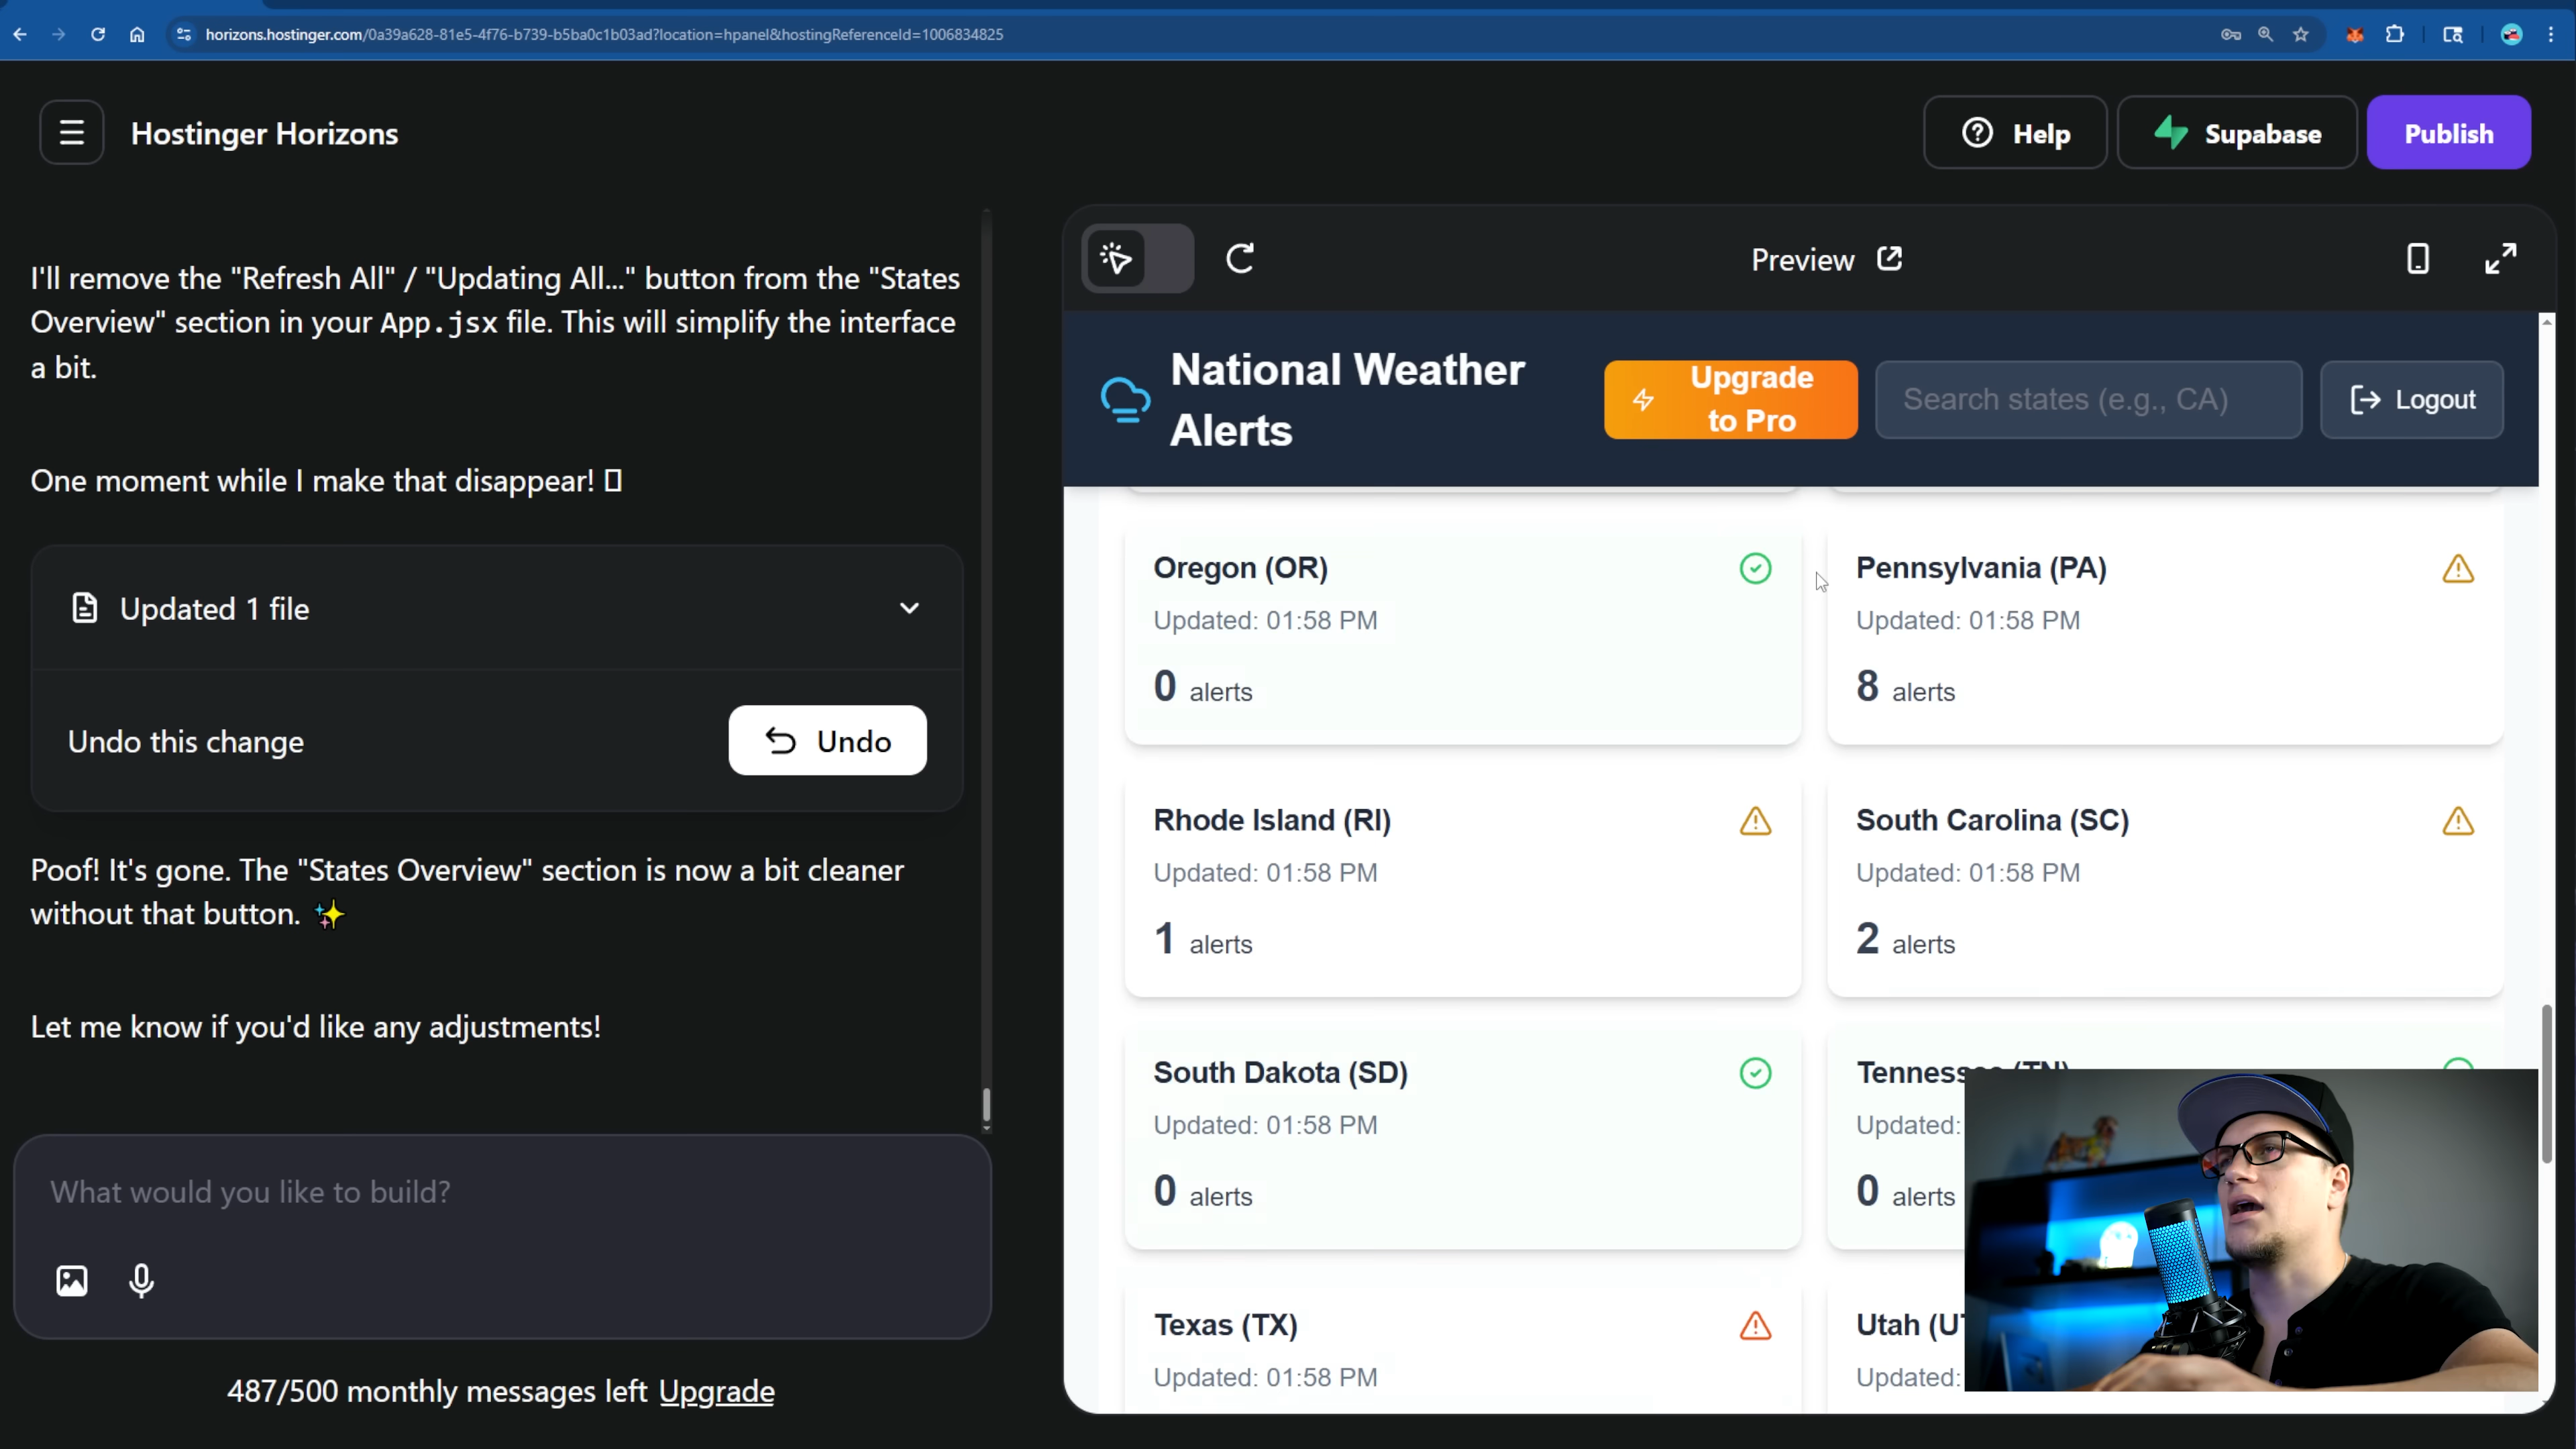 horizons.hostinger.com/0a39a628-81e5-4f76-b739-b5ba0c1b03ad?location=hpanel&hostingReferenceId=1006834825
Hostinger Horizons
Help
Supabase
Publish
I'll remove the "Refresh All" / "Updating All..." button from the "States
Overview" section in your App.jsx file. This will simplify the interface
a bit.
One moment while I make that disappear!
Updated 1 file
Undo this change
Undo
Poof! It's gone. The "States Overview" section is now a bit cleaner
without that button. ✨
Let me know if you'd like any adjustments!
What would you like to build?
487/500 monthly messages left Upgrade
Preview
National Weather
Alerts
Upgrade
to Pro
Search states (e.g., CA)
Logout
Oregon (OR)
Updated: 01:58 PM
0 alerts
Pennsylvania (PA)
Updated: 01:58 PM
8 alerts
Rhode Island (RI)
Updated: 01:58 PM
1 alerts
South Carolina (SC)
Updated: 01:58 PM
2 alerts
South Dakota (SD)
Updated: 01:58 PM
0 alerts
Tennessee (TN)
Updated:
0 alerts
Texas (TX)
Updated: 01:58 PM
Utah (UT
Updated: